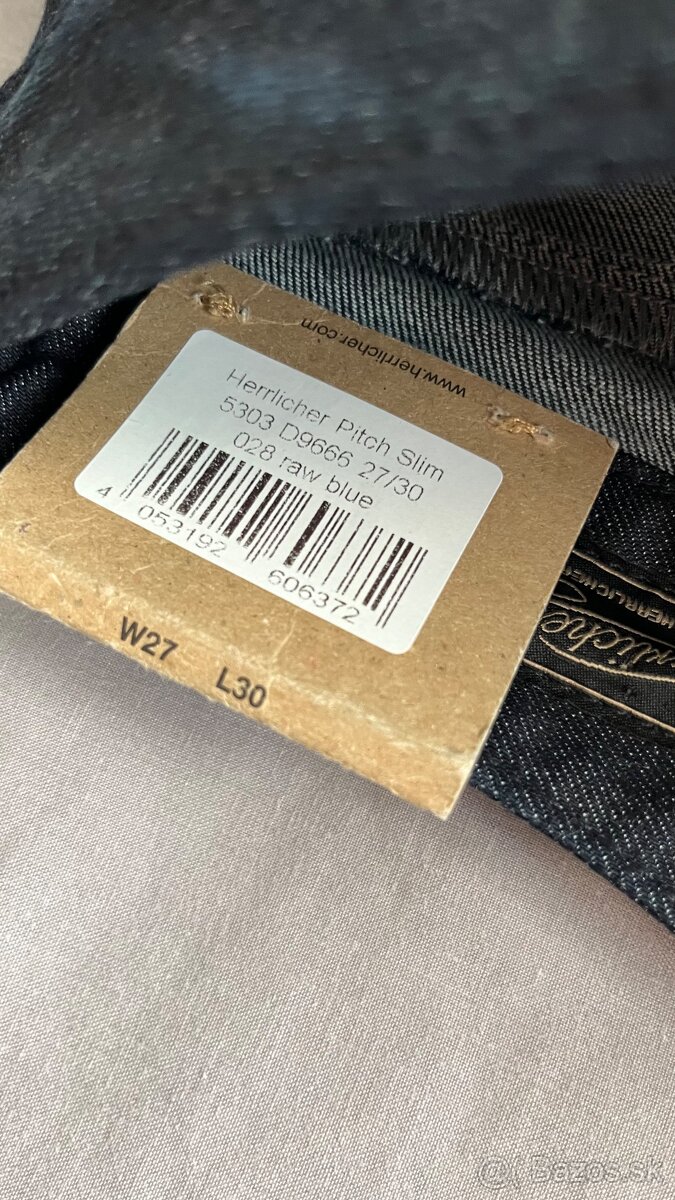 www.herrlicher.com
Herrlicher Pitch Slim
5303 D9666 27/30
028 raw blue
4 053192 606372
W27 L30
HERRLICHE
Bazos.sk